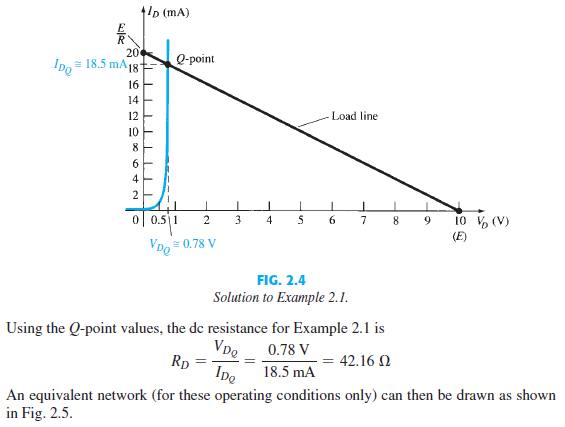 I_D (mA)
E/R
20
I_DQ ≅ 18.5 mA
18
Q-point
16
14
12
Load line
10
8
6
4
2
0 0.5 1 2 3 4 5 6 7 8 9 10 V_D (V)
(E)
V_DQ ≅ 0.78 V
FIG. 2.4
Solution to Example 2.1.
Using the Q-point values, the dc resistance for Example 2.1 is
R_D = V_DQ / I_DQ = 0.78 V / 18.5 mA = 42.16 Ω
An equivalent network (for these operating conditions only) can then be drawn as shown
in Fig. 2.5.